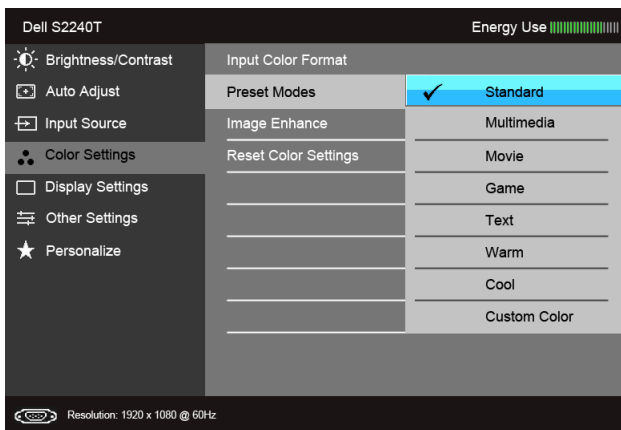 Dell S2240T
Energy Use
Brightness/Contrast
Auto Adjust
Input Source
Color Settings
Display Settings
Other Settings
Personalize
Input Color Format
Preset Modes
Image Enhance
Reset Color Settings
Standard
Multimedia
Movie
Game
Text
Warm
Cool
Custom Color
Resolution: 1920 x 1080 @ 60Hz